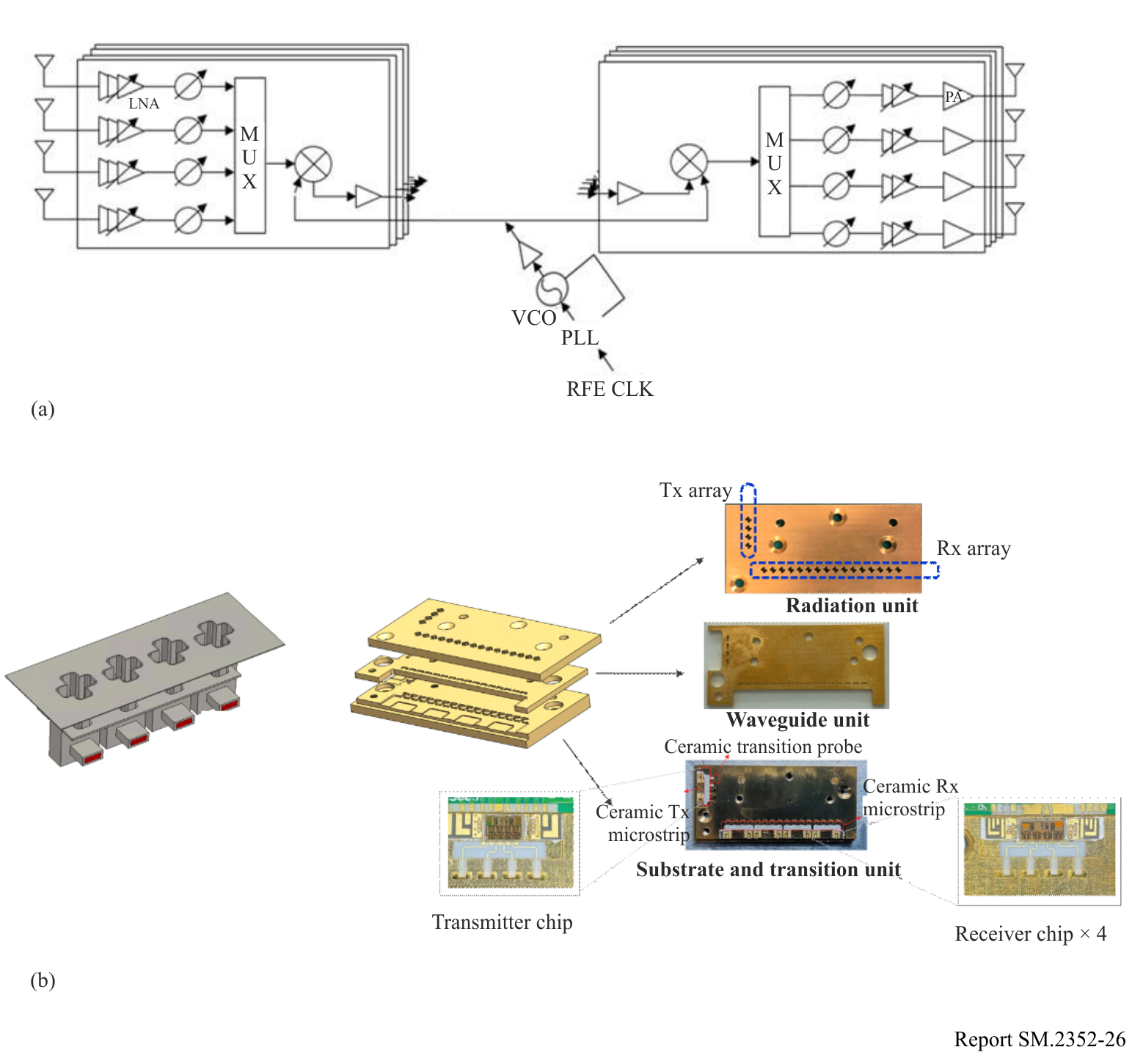 LNA
M
U
X
M
U
X
PA
VCO
PLL
RFE CLK
(a)
Tx array
Rx array
Radiation unit
Waveguide unit
Ceramic transition probe
Ceramic Tx
microstrip
Ceramic Rx
microstrip
Substrate and transition unit
Transmitter chip
Receiver chip × 4
(b)
Report SM.2352-26